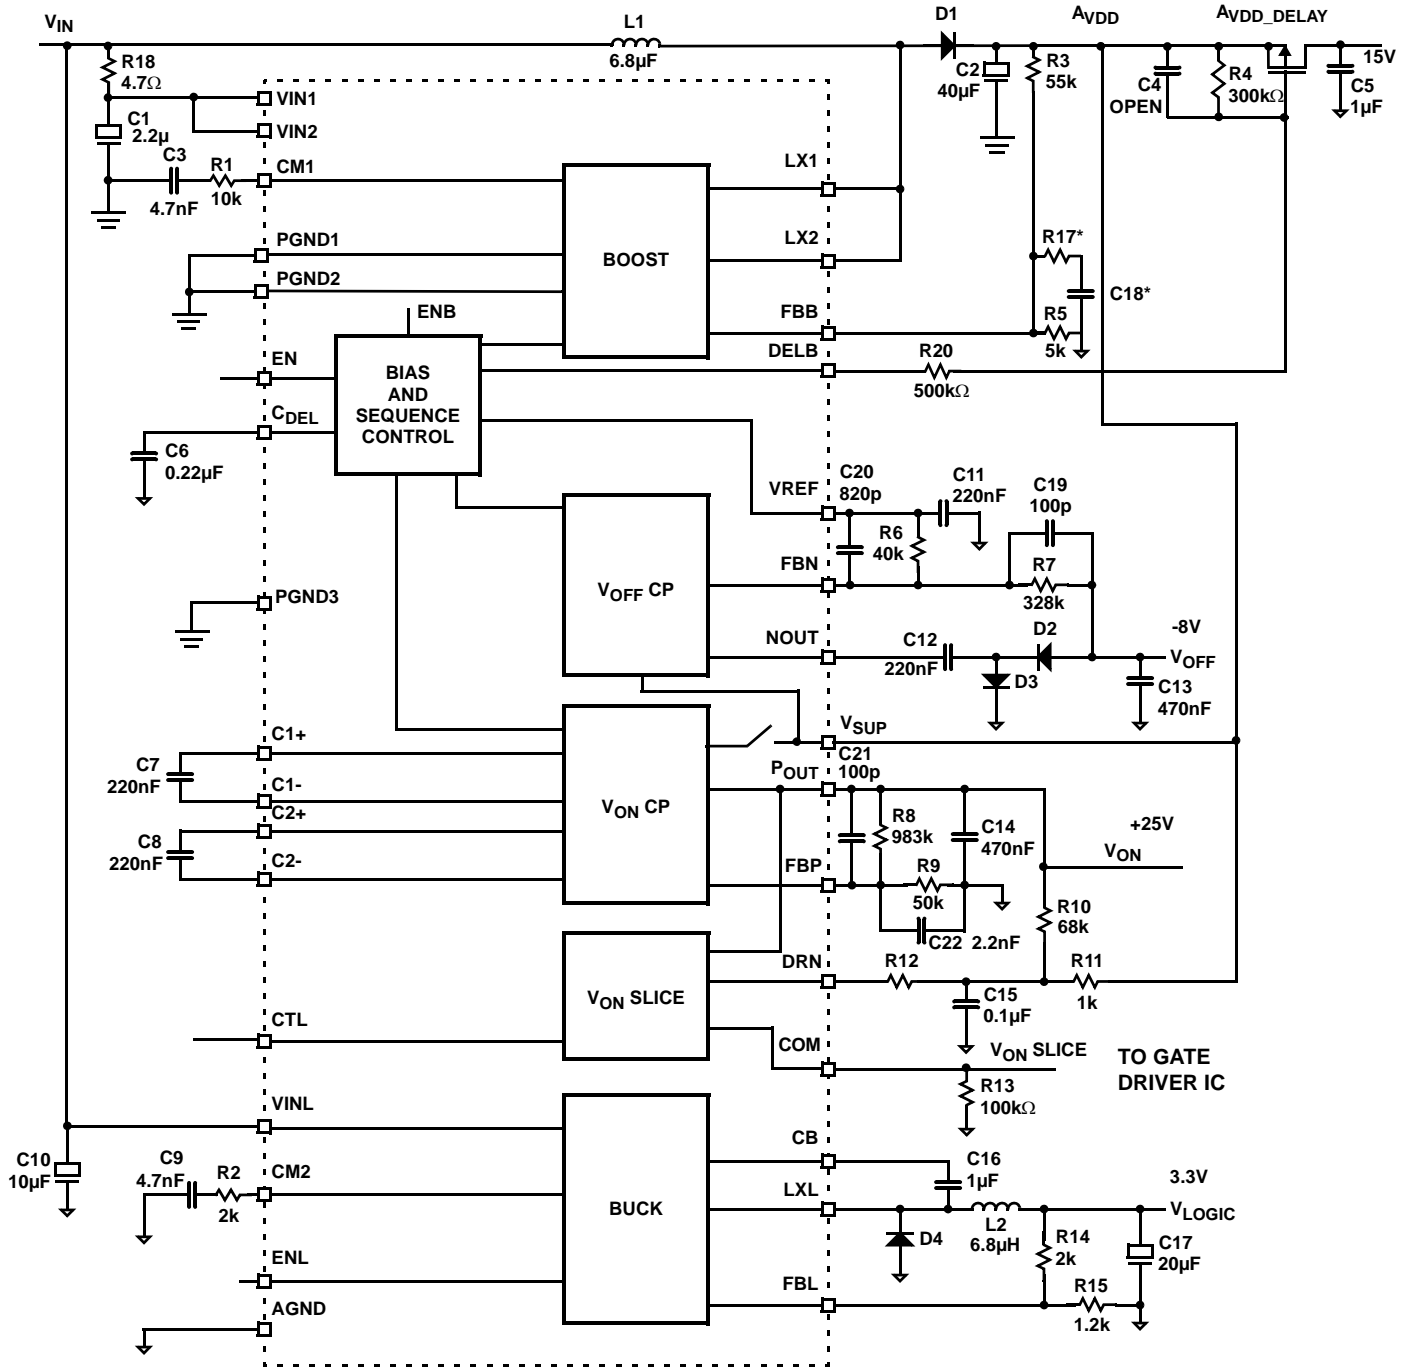 VIN
L1
6.8µF
D1
AVDD
AVDD_DELAY
R18
4.7Ω
C2
40µF
R3
55k
C4
OPEN
R4
300kΩ
15V
C5
1µF
VIN1
VIN2
C1
2.2µ
C3
4.7nF
R1
10k
CM1
LX1
PGND1
PGND2
BOOST
LX2
R17*
C18*
ENB
FBB
R5
5k
EN
BIAS
AND
SEQUENCE
CONTROL
DELB
R20
500kΩ
CDEL
C6
0.22µF
VREF
C20
820p
C11
220nF
C19
100p
R6
40k
R7
328k
FBN
VOFF CP
PGND3
NOUT
C12
220nF
D2
D3
-8V
VOFF
C13
470nF
VSUP
C1+
C7
220nF
C1-
POUT
C21
100p
C2+
VON CP
R8
983k
C14
470nF
+25V
VON
C8
220nF
C2-
FBP
R9
50k
C22 2.2nF
R10
68k
DRN
R12
R11
1k
VON SLICE
C15
0.1µF
CTL
COM
VON SLICE
TO GATE
DRIVER IC
R13
100kΩ
VINL
CB
C10
10µF
C9
4.7nF
R2
2k
CM2
BUCK
C16
1µF
3.3V
LXL
VLOGIC
D4
L2
6.8µH
R14
2k
C17
20µF
ENL
FBL
R15
1.2k
AGND